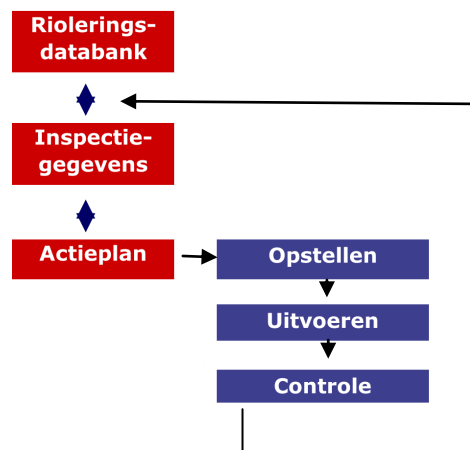 Riolerings-
databank
Inspectie-
gegevens
Actieplan
Opstellen
Uitvoeren
Controle